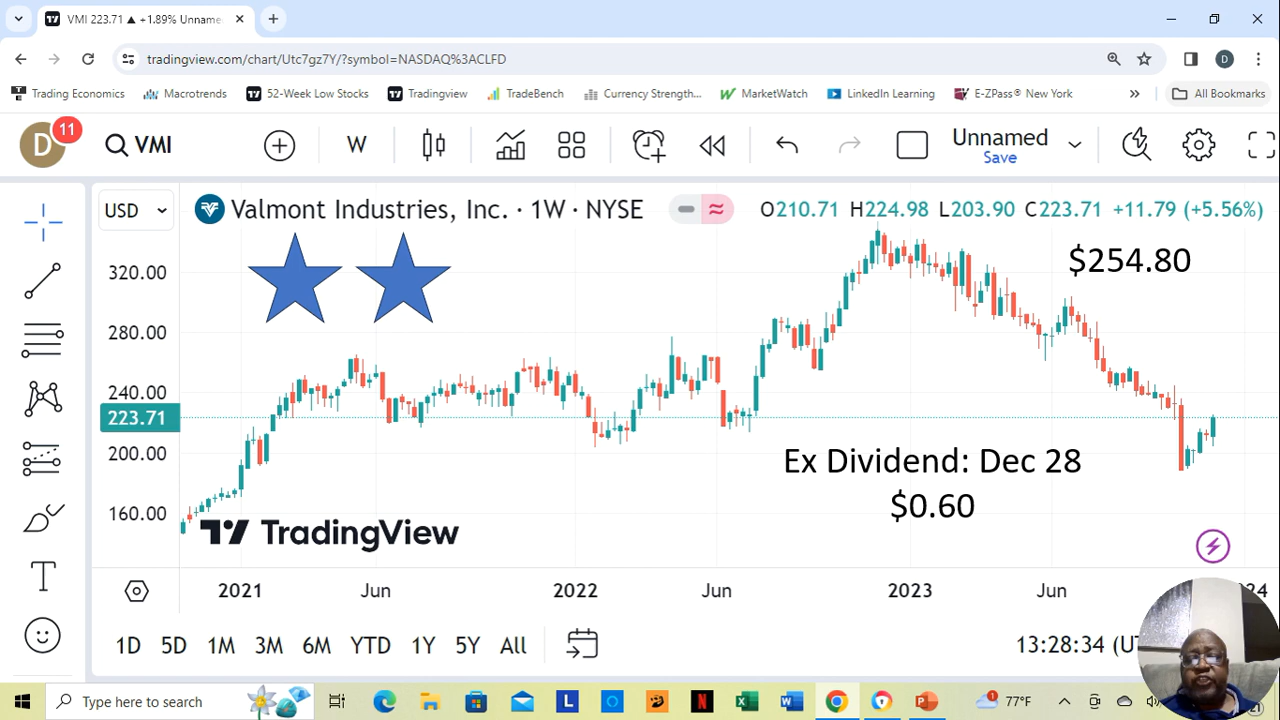 VMI 223.71 ▲ +1.89% Unname
tradingview.com/chart/Utc7gz7Y/?symbol=NASDAQ%3ACLFD
D
Trading Economics
Macrotrends
52-Week Low Stocks
Tradingview
TradeBench
Currency Strength...
MarketWatch
LinkedIn Learning
E-ZPass® New York
»
All Bookmarks
D
11
VMI
W
Unnamed
Save
USD
Valmont Industries, Inc. · 1W · NYSE
O210.71 H224.98 L203.90 C223.71 +11.79 (+5.56%)
$254.80
320.00
280.00
240.00
223.71
200.00
160.00
Ex Dividend: Dec 28
$0.60
TradingView
2021
Jun
2022
Jun
2023
Jun
24
1D
5D
1M
3M
6M
YTD
1Y
5Y
All
13:28:34 (U
Type here to search
L
N
1
77°F